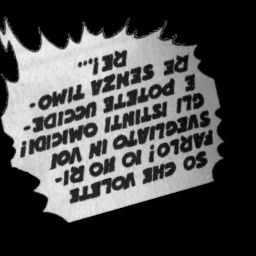 SO CHE VOLETE
FARLO! IO HO RI-
SVEGLIATO IN VOI
GLI ISTINTI OMICIDI!
E POTETE UCCIDE-
RE SENZA TIMO-
RE!...